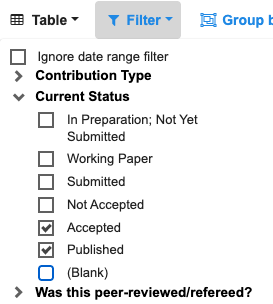 Table Filter Group b
Ignore date range filter
Contribution Type
Current Status
In Preparation; Not Yet
Submitted
Working Paper
Submitted
Not Accepted
Accepted
Published
(Blank)
Was this peer-reviewed/refereed?